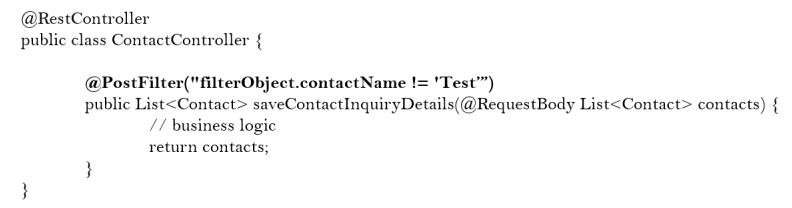 @RestController
public class ContactController {
@PostFilter("filterObject.contactName != 'Test'")
public List<Contact> saveContactInquiryDetails(@RequestBody List<Contact> contacts) {
// business logic
return contacts;
}
}